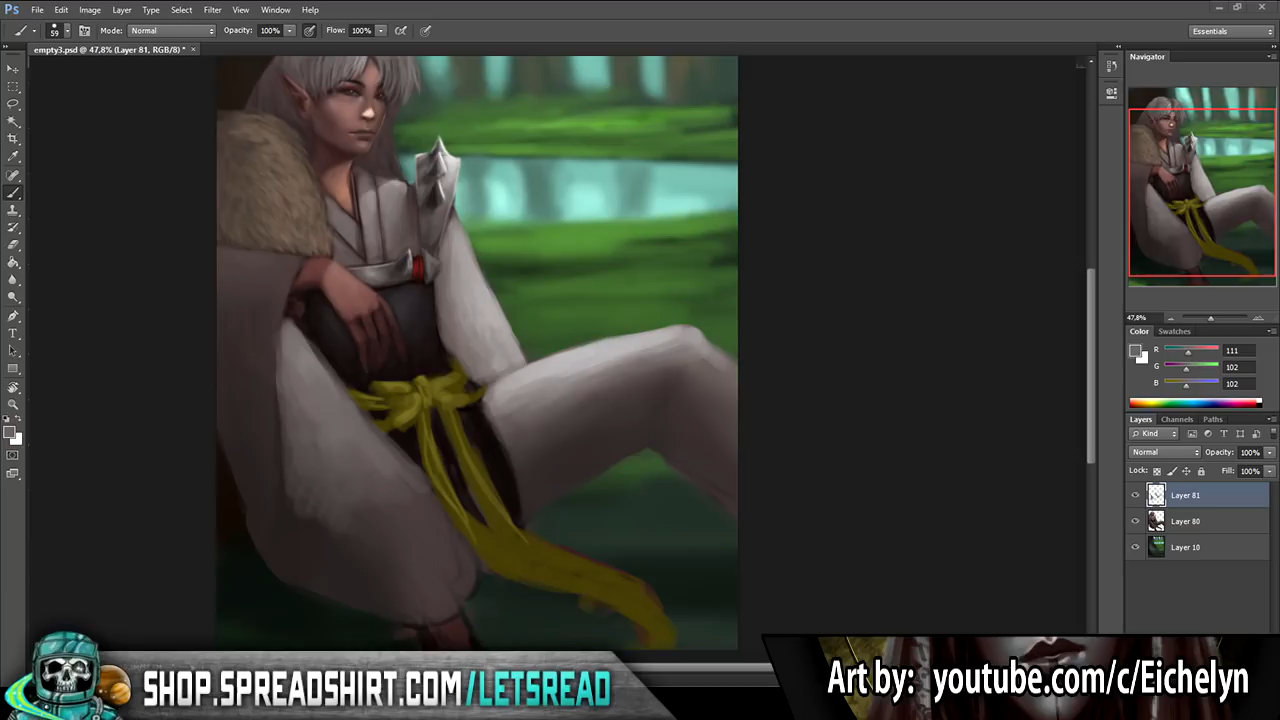 Ps File Edit Image Layer Type Select Filter View Window Help
59 Mode: Normal Opacity: 100% Flow: 100% Essentials
empty3.psd @ 47,8% (Layer 81, RGB/8) * ×
Navigator
47,8%
Color Swatches
R 111
G 102
B 102
Layers Channels Paths
Kind
Normal Opacity: 100%
Lock: Fill: 100%
Layer 81
Layer 80
Layer 10
SHOP.SPREADSHIRT.COM/LETSREAD
Art by: youtube.com/c/Eichelyn